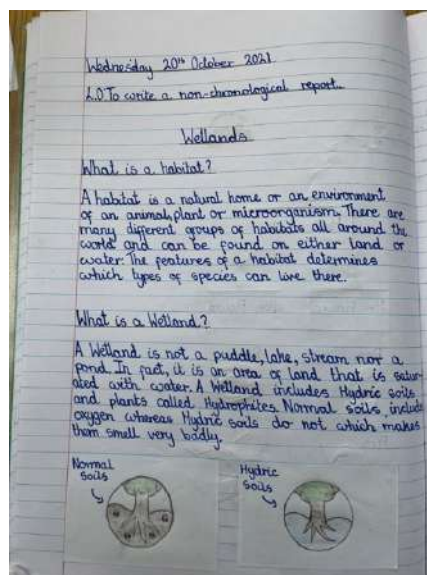 Wednesday 20th October 2021
L.O To write a non-chronological report.
Wetlands
What is a habitat?
A habitat is a natural home or an environment
of an animal, plant or microorganism. There are
many different groups of habitats all around the
world and can be found on either land or
water. The features of a habitat determines
which types of species can live there.
What is a Wetland?
A Wetland is not a puddle, lake, stream nor a
pond. In fact, it is an area of land that is satur-
ated with water. A Wetland includes Hydric Soils
and plants called Hydrophites. Normal soils include
oxygen whereas Hydric soils do not which makes
them smell very badly.
Normal
Soils
Hydric
Soils